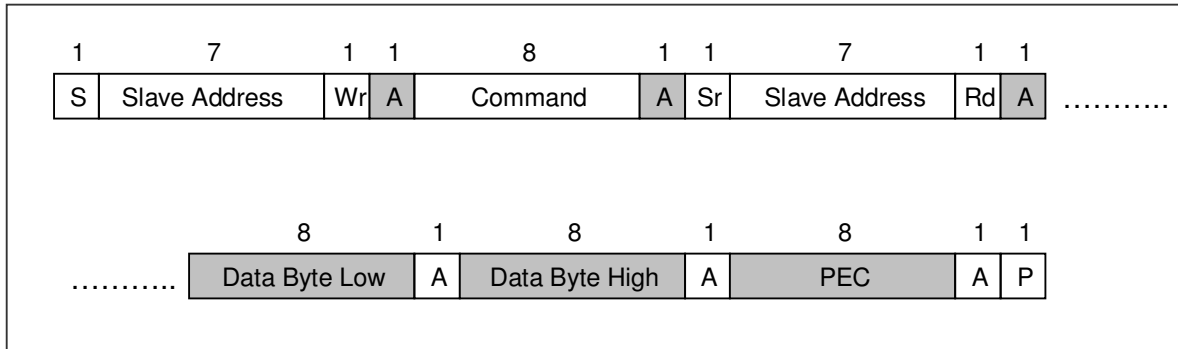 1 7 1 1 8 1 1 7 1 1
S Slave Address Wr A Command A Sr Slave Address Rd A ………..
8 1 8 1 8 1 1
……….. Data Byte Low A Data Byte High A PEC A P